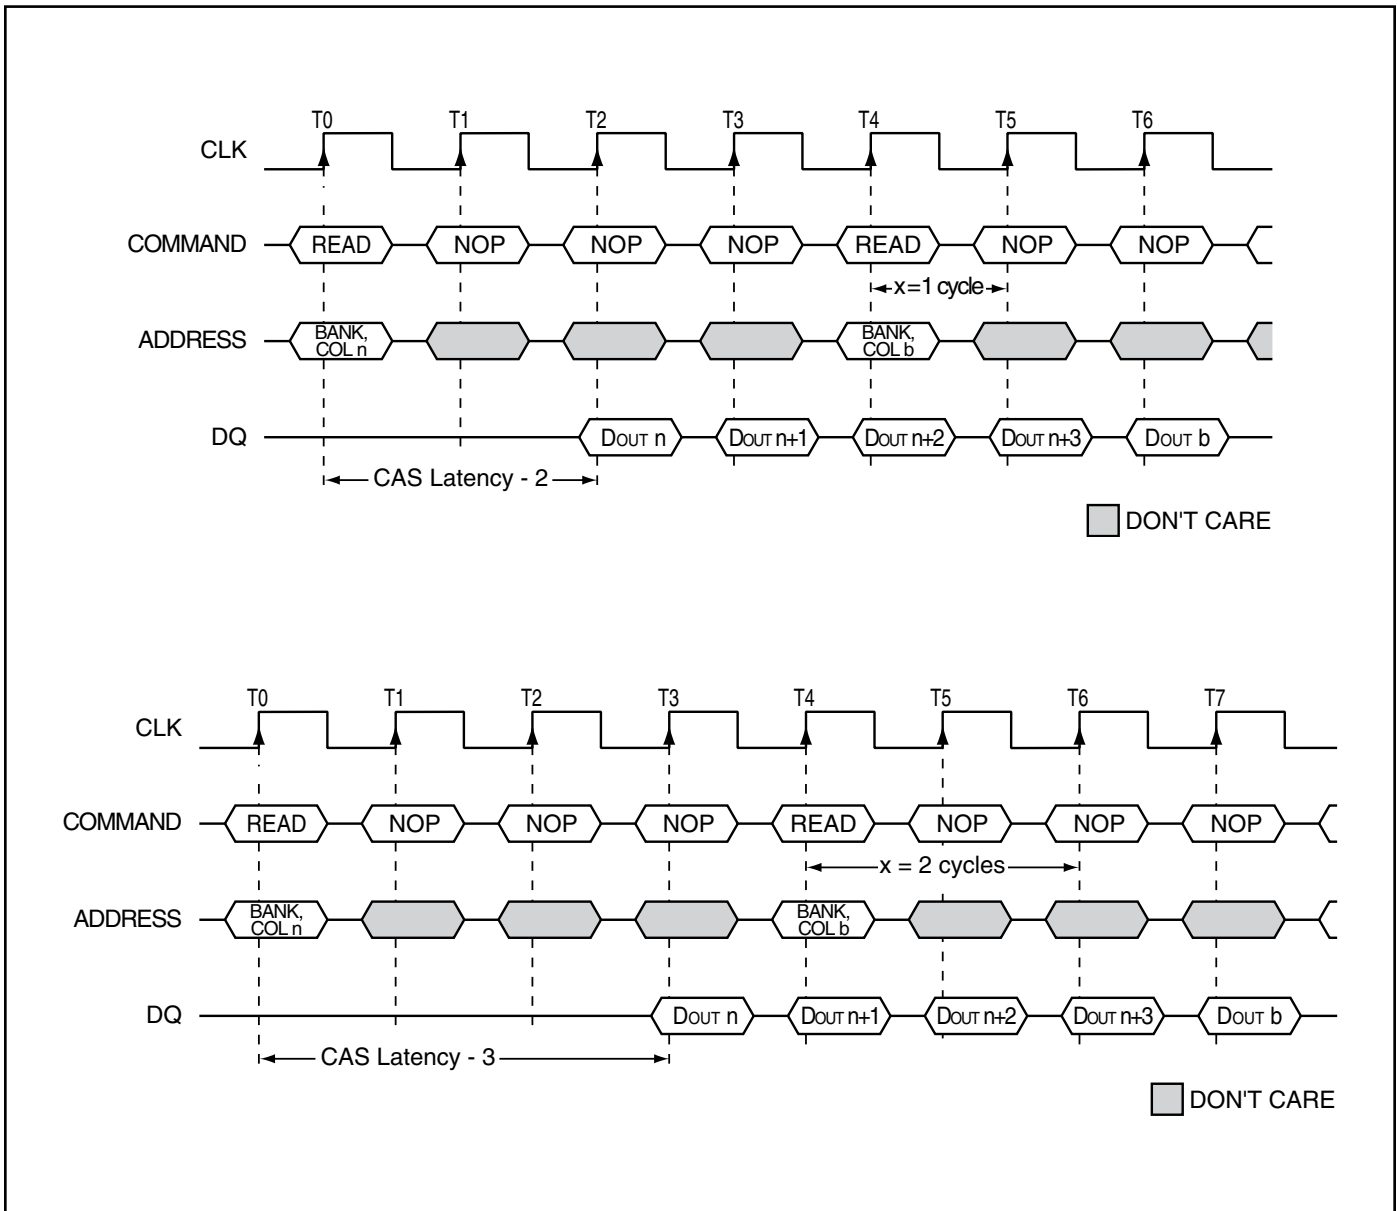 T0 T1 T2 T3 T4 T5 T6
CLK
COMMAND READ NOP NOP NOP READ NOP NOP
x=1 cycle
ADDRESS BANK, COL n BANK, COL b
DQ DOUT n DOUT n+1 DOUT n+2 DOUT n+3 DOUT b
CAS Latency - 2
DON'T CARE
T0 T1 T2 T3 T4 T5 T6 T7
CLK
COMMAND READ NOP NOP NOP READ NOP NOP NOP
x = 2 cycles
ADDRESS BANK, COL n BANK, COL b
DQ DOUT n DOUT n+1 DOUT n+2 DOUT n+3 DOUT b
CAS Latency - 3
DON'T CARE